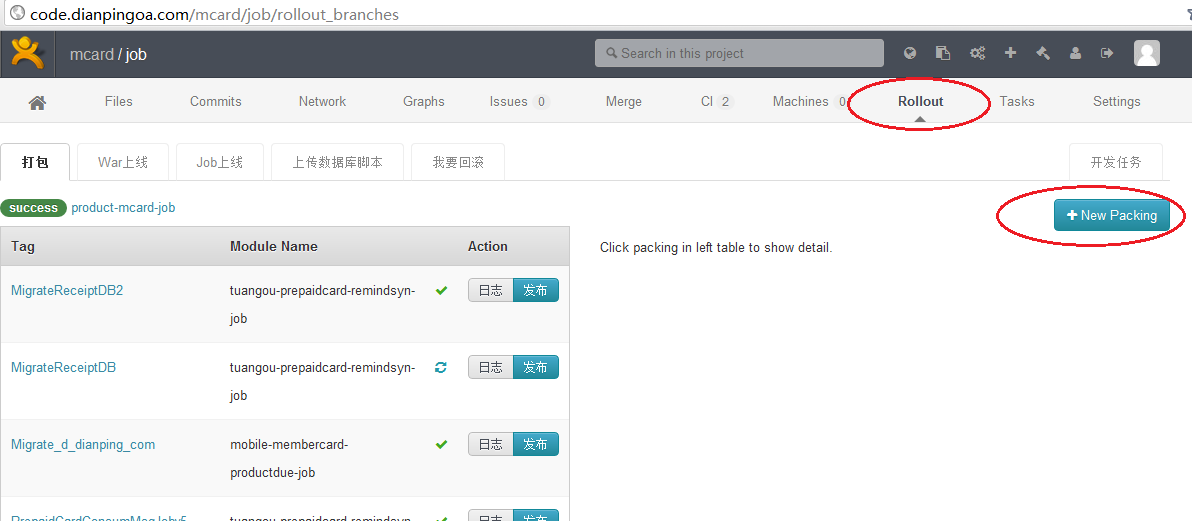 code.dianpingoa.com/mcard/job/rollout_branches
mcard / job
Search in this project
Files Commits Network Graphs Issues 0 Merge CI 2 Machines 0 Rollout Tasks Settings
打包 War上线 Job上线 上传数据库脚本 我要回滚 开发任务
success product-mcard-job
New Packing
Tag Module Name Action
Click packing in left table to show detail.
MigrateReceiptDB2 tuangou-prepaidcard-remindsyn- 日志 发布
job
MigrateReceiptDB tuangou-prepaidcard-remindsyn- 日志 发布
job
Migrate_d_dianping_com mobile-membercard- 日志 发布
productdue-job
tuangou-prepaidcard- 日志 发布